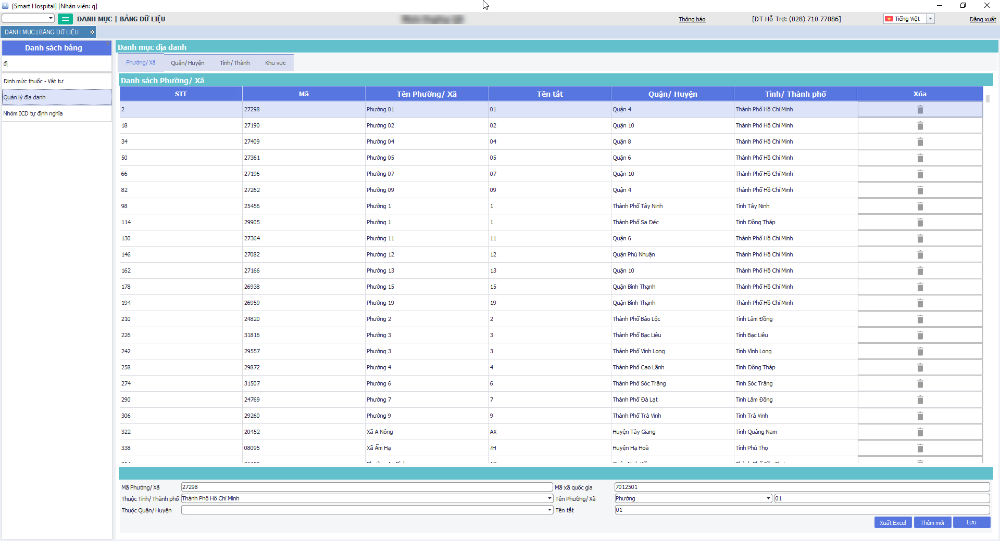 [Smart Hospital] [Nhân viên: q]
DANH MỤC | BẢNG DỮ LIỆU
Thông báo
[ĐT Hỗ Trợ: (028) 710 77886]
Tiếng Việt
Đăng xuất
DANH MỤC | BẢNG DỮ LIỆU
Danh sách bảng
đị
Định mức thuốc - Vật tư
Quản lý địa danh
Nhóm ICD tự định nghĩa
Danh mục địa danh
Phường/ Xã Quận/ Huyện Tỉnh/ Thành Khu vực
Danh sách Phường/ Xã
STT Mã Tên Phường/ Xã Tên tắt Quận/ Huyện Tỉnh/ Thành phố Xóa
2 27298 Phường 01 01 Quận 4 Thành Phố Hồ Chí Minh
18 27190 Phường 02 02 Quận 10 Thành Phố Hồ Chí Minh
34 27409 Phường 04 04 Quận 8 Thành Phố Hồ Chí Minh
50 27361 Phường 05 05 Quận 6 Thành Phố Hồ Chí Minh
66 27196 Phường 07 07 Quận 10 Thành Phố Hồ Chí Minh
82 27262 Phường 09 09 Quận 4 Thành Phố Hồ Chí Minh
98 25456 Phường 1 1 Thành Phố Tây Ninh Tỉnh Tây Ninh
114 29905 Phường 1 1 Thành Phố Sa Đéc Tỉnh Đồng Tháp
130 27364 Phường 11 11 Quận 6 Thành Phố Hồ Chí Minh
146 27082 Phường 12 12 Quận Phú Nhuận Thành Phố Hồ Chí Minh
162 27166 Phường 13 13 Quận 10 Thành Phố Hồ Chí Minh
178 26938 Phường 15 15 Quận Bình Thạnh Thành Phố Hồ Chí Minh
194 26959 Phường 19 19 Quận Bình Thạnh Thành Phố Hồ Chí Minh
210 24820 Phường 2 2 Thành Phố Bảo Lộc Tỉnh Lâm Đồng
226 31816 Phường 3 3 Thành Phố Bạc Liêu Tỉnh Bạc Liêu
242 29557 Phường 3 3 Thành Phố Vĩnh Long Tỉnh Vĩnh Long
258 29872 Phường 4 4 Thành Phố Cao Lãnh Tỉnh Đồng Tháp
274 31507 Phường 6 6 Thành Phố Sóc Trăng Tỉnh Sóc Trăng
290 24769 Phường 7 7 Thành Phố Đà Lạt Tỉnh Lâm Đồng
306 29260 Phường 9 9 Thành Phố Trà Vinh Tỉnh Trà Vinh
322 20452 Xã A Nông AX Huyện Tây Giang Tỉnh Quảng Nam
338 08095 Xã Ấm Hạ ?H Huyện Hạ Hoà Tỉnh Phú Thọ
Mã Phường/ Xã 27298 Mã xã quốc gia 7012501
Thuộc Tỉnh/ Thành phố Thành Phố Hồ Chí Minh Tên Phường/ Xã Phường 01
Thuộc Quận/ Huyện Tên tắt 01
Xuất Excel Thêm mới Lưu